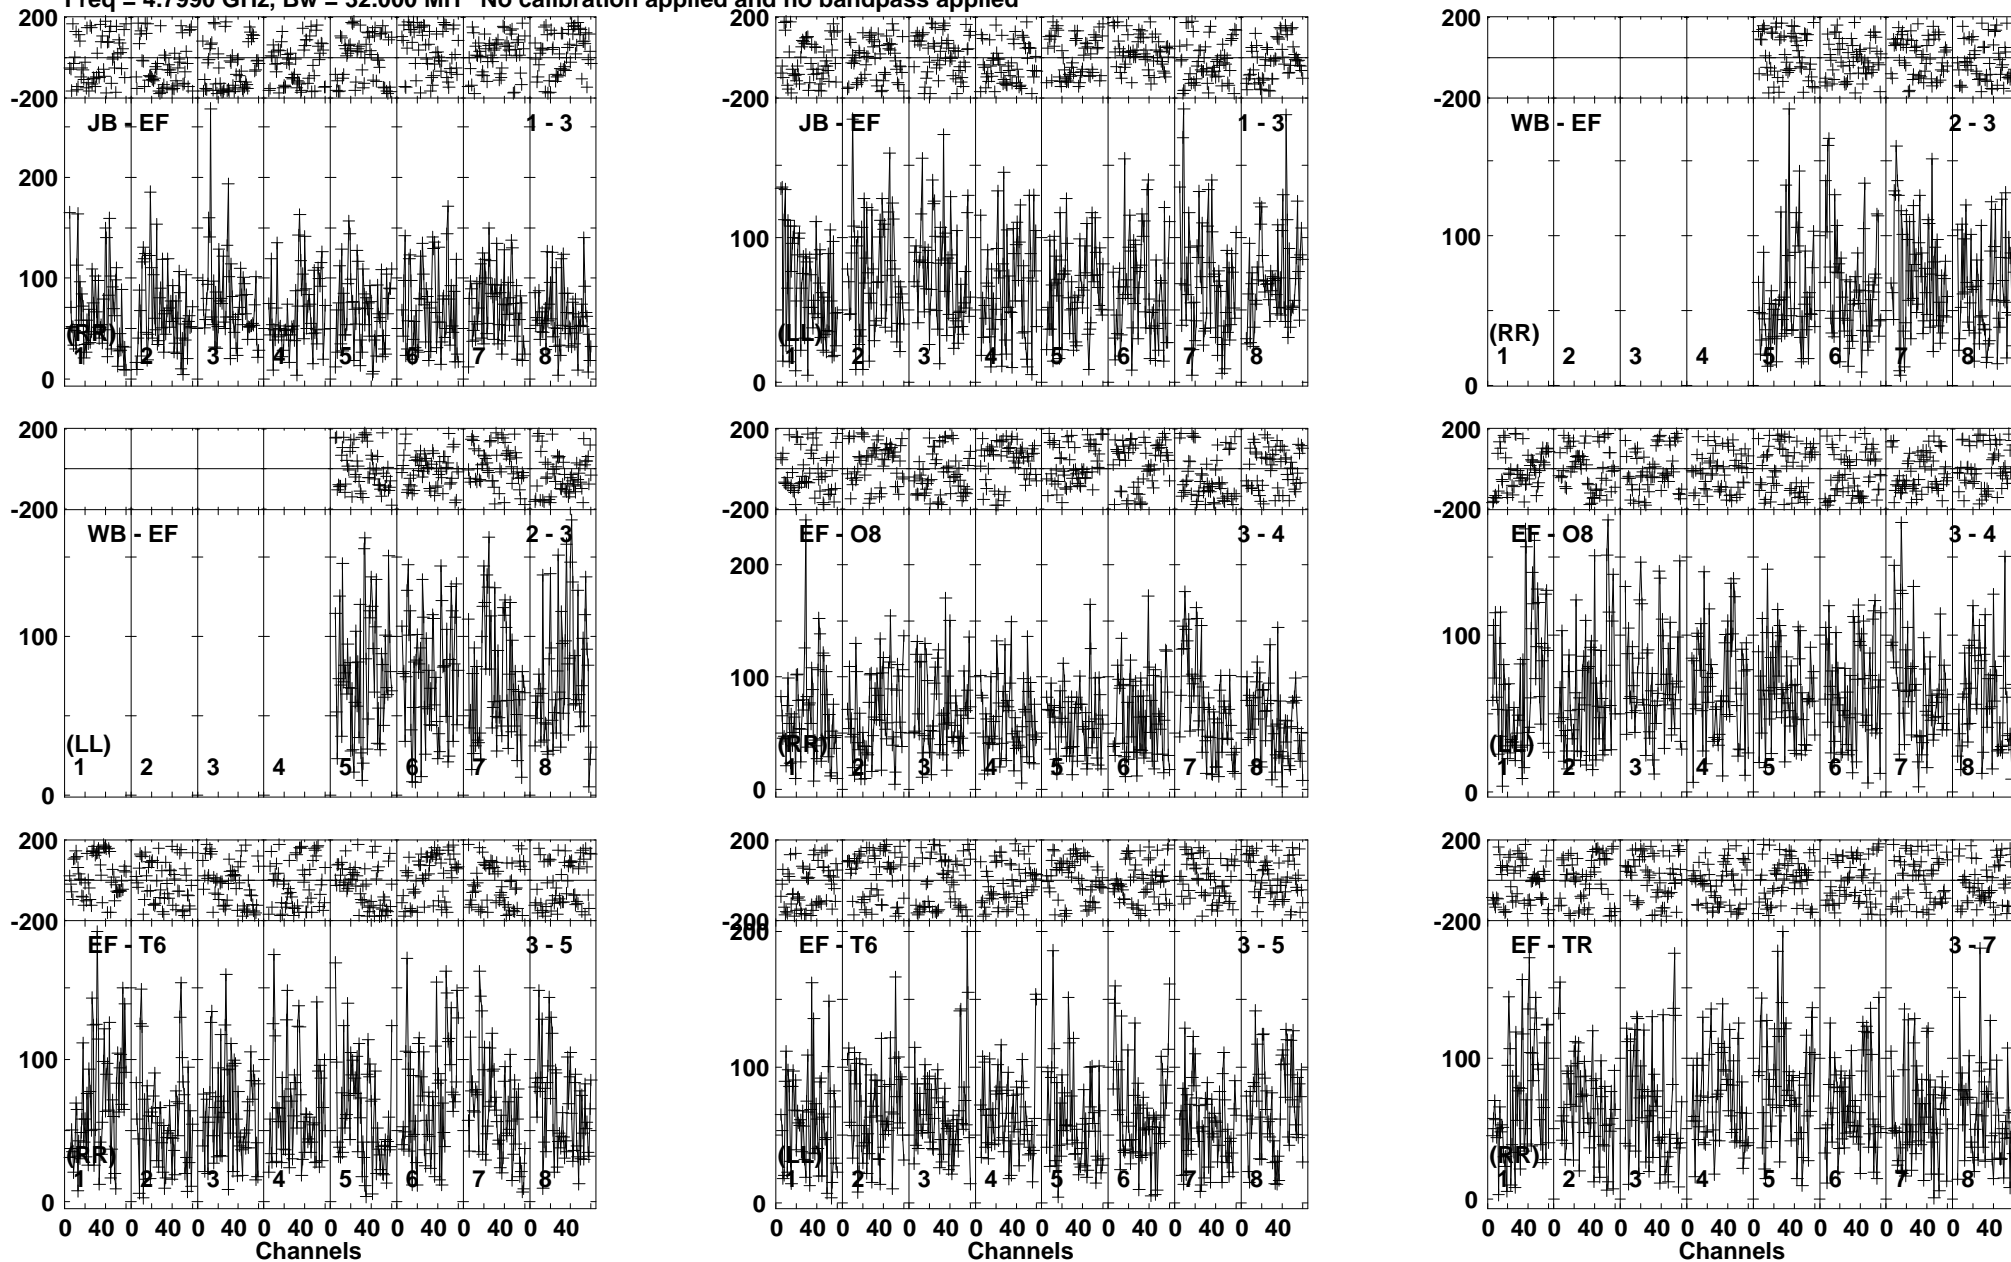 Freq = 4.7990 GHz, Bw = 32.000 MH No calibration applied and no bandpass applied
200 200 200
-200 -200 -200
JB - EF 1 - 3 JB - EF 1 - 3 WB - EF 2 - 3
200
100 100 100
(RR) (LL) (RR)
1 2 3 4 5 6 7 8 1 2 3 4 5 6 7 8 1 2 3 4 5 6 7 8
0 0 0
200 200 200
-200 -200 -200
WB - EF 2 - 3 EF - O8 3 - 4 EF - O8 3 - 4
200
100 100 100
(LL) (RR) (LL)
1 2 3 4 5 6 7 8 1 2 3 4 5 6 7 8 1 2 3 4 5 6 7 8
0 0 0
200 200 200
-200 -200 -200
200
EF - T6 3 - 5 EF - T6 3 - 5 EF - TR 3 - 7
100 100 100
(RR) (LL) (RR)
1 2 3 4 5 6 7 8 1 2 3 4 5 6 7 8 1 2 3 4 5 6 7 8
0 0 0
0 40 0 40 0 40 0 40 0 40 0 40 0 40 0 40 0 40 0 40 0 40 0 40 0 40 0 40 0 40 0 40 0 40 0 40 0 40 0 40 0 40 0 40 0 40 0 40
Channels Channels Channels